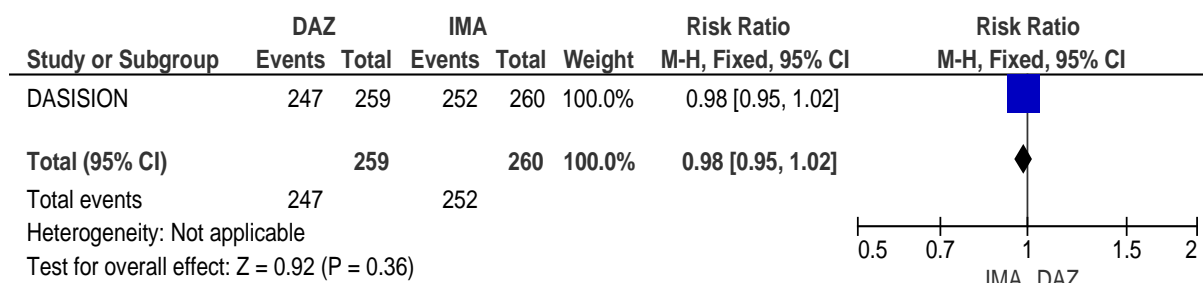 DAZ IMA Risk Ratio Risk Ratio
Study or Subgroup Events Total Events Total Weight M-H, Fixed, 95% CI M-H, Fixed, 95% CI
DASISION 247 259 252 260 100.0% 0.98 [0.95, 1.02]
Total (95% CI) 259 260 100.0% 0.98 [0.95, 1.02]
Total events 247 252
Heterogeneity: Not applicable
Test for overall effect: Z = 0.92 (P = 0.36)
0.5 0.7 1 1.5 2
IMA DAZ